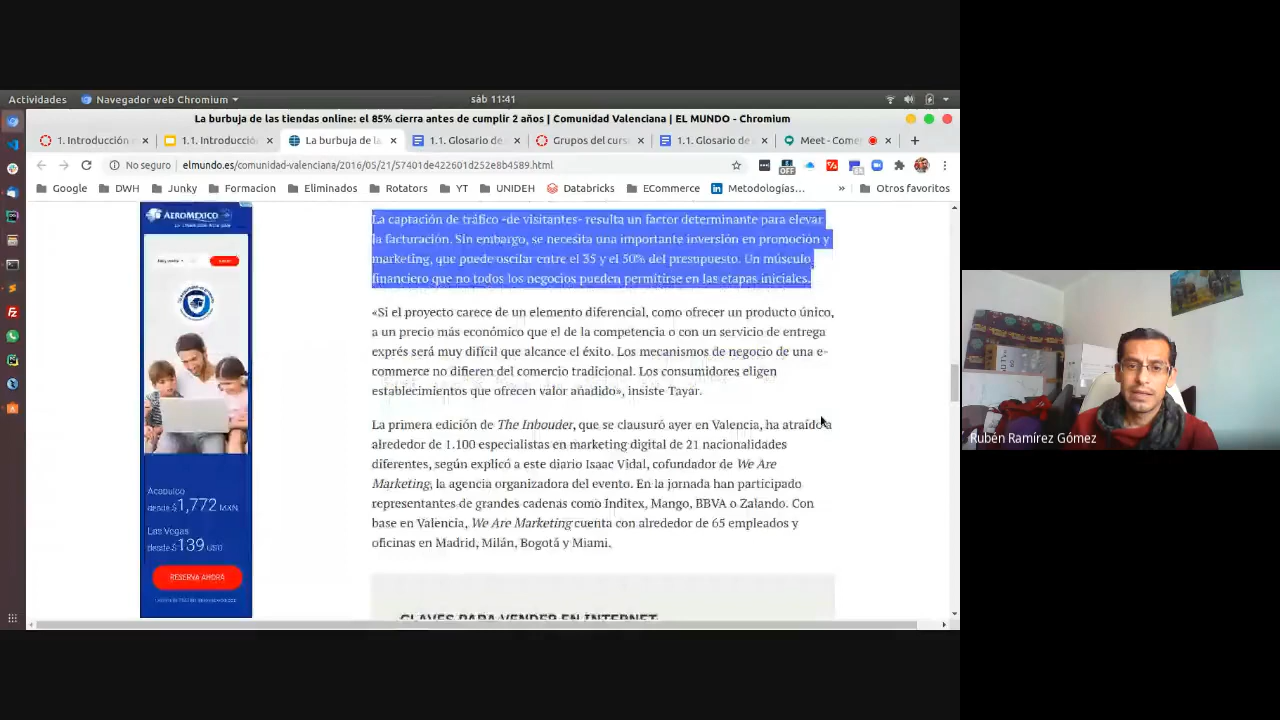 Actividades
Navegador web Chromium
sáb 11:41
La burbuja de las tiendas online: el 85% cierra antes de cumplir 2 años | Comunidad Valenciana | EL MUNDO - Chromium
1. Introducción
1.1. Introducció
La burbuja de la
1.1. Glosario de
Grupos del curs
1.1. Glosario de
Meet - Come
No seguro
elmundo.es/comunidad-valenciana/2016/05/21/57401de422601d252e8b4589.html
OFF
Google
DWH
Junky
Formacion
Eliminados
Rotators
YT
UNIDEH
Databricks
ECommerce
Metodologías...
»
Otros favoritos
AEROMEXICO
Acapulco
desde $1,772 MXN
Las Vegas
desde $139 USD
RESERVA AHORA
La captación de tráfico -de visitantes- resulta un factor determinante para elevar
la facturación. Sin embargo, se necesita una importante inversión en promoción y
marketing, que puede oscilar entre el 35 y el 50% del presupuesto. Un músculo
financiero que no todos los negocios pueden permitirse en las etapas iniciales.
«Si el proyecto carece de un elemento diferencial, como ofrecer un producto único,
a un precio más económico que el de la competencia o con un servicio de entrega
exprés será muy difícil que alcance el éxito. Los mecanismos de negocio de una e-
commerce no difieren del comercio tradicional. Los consumidores eligen
establecimientos que ofrecen valor añadido», insiste Tayar.
La primera edición de The Inbouder, que se clausuró ayer en Valencia, ha atraído a
alrededor de 1.100 especialistas en marketing digital de 21 nacionalidades
diferentes, según explicó a este diario Isaac Vidal, cofundador de We Are
Marketing, la agencia organizadora del evento. En la jornada han participado
representantes de grandes cadenas como Inditex, Mango, BBVA o Zalando. Con
base en Valencia, We Are Marketing cuenta con alrededor de 65 empleados y
oficinas en Madrid, Milán, Bogotá y Miami.
CLAVES PARA VENDER EN INTERNET
Rubén Ramírez Gómez